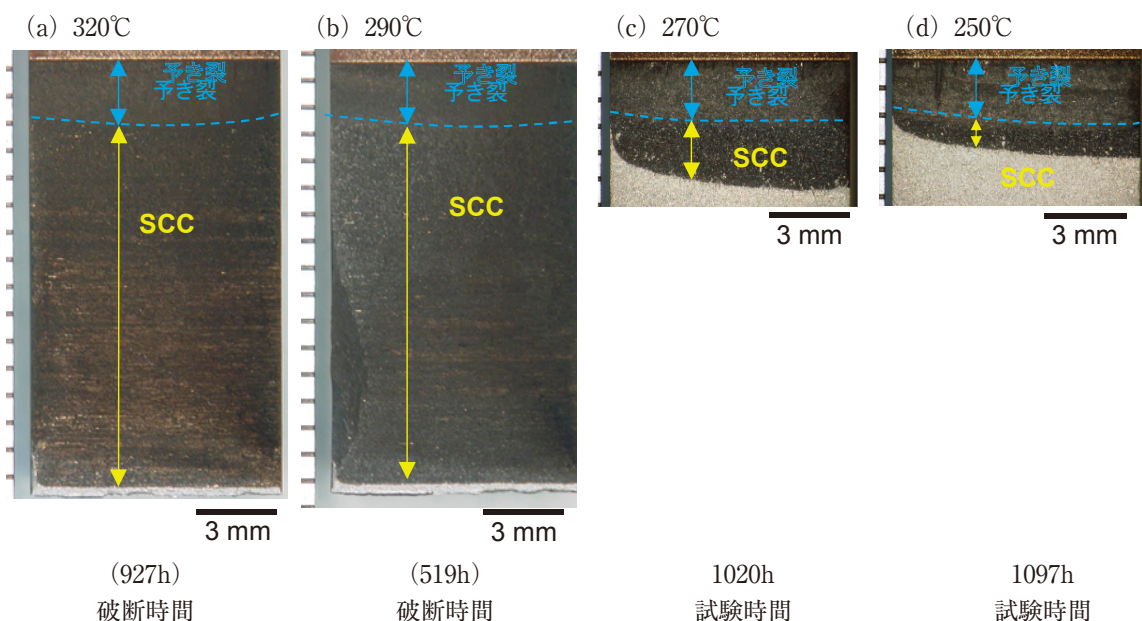 (a) 320℃
(b) 290℃
(c) 270℃
(d) 250℃
予き裂
予き裂
予き裂
予き裂
予き裂
予き裂
予き裂
予き裂
SCC
SCC
SCC
SCC
3 mm
3 mm
3 mm
3 mm
(927h)
破断時間
(519h)
破断時間
1020h
試験時間
1097h
試験時間